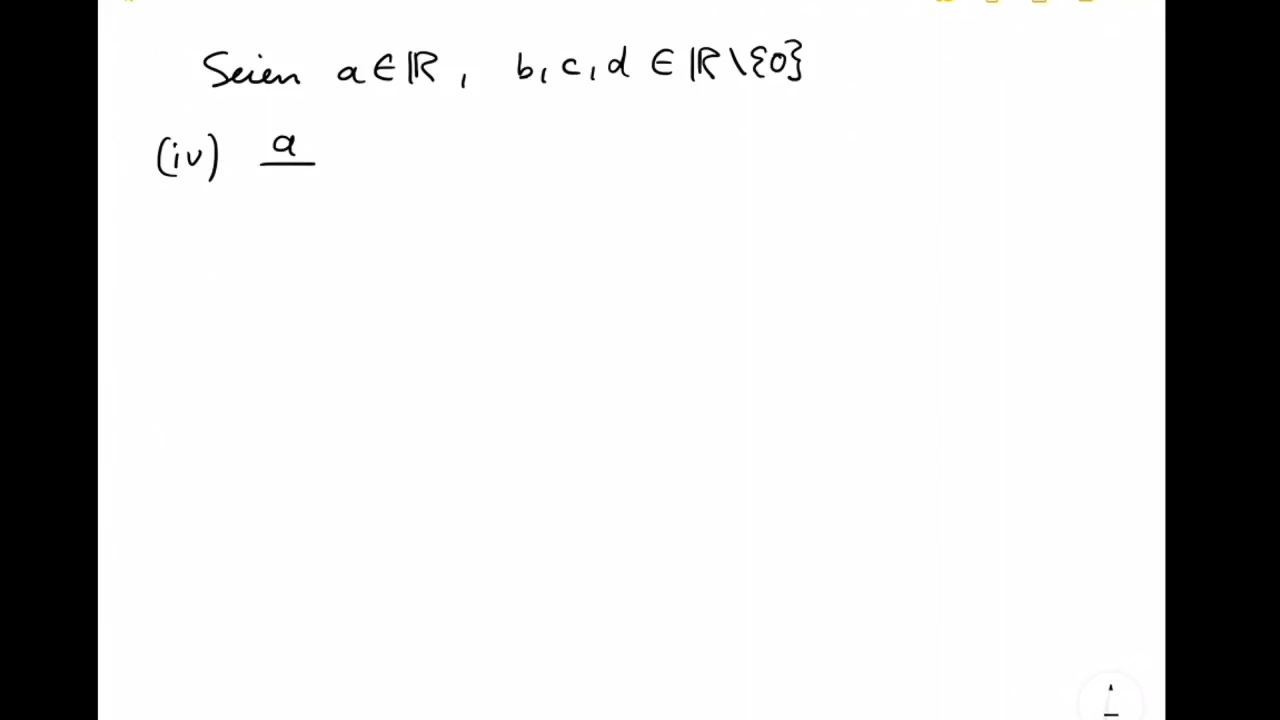 Seien a ∈ ℝ, b, c, d ∈ ℝ \ {0}
(iv) a